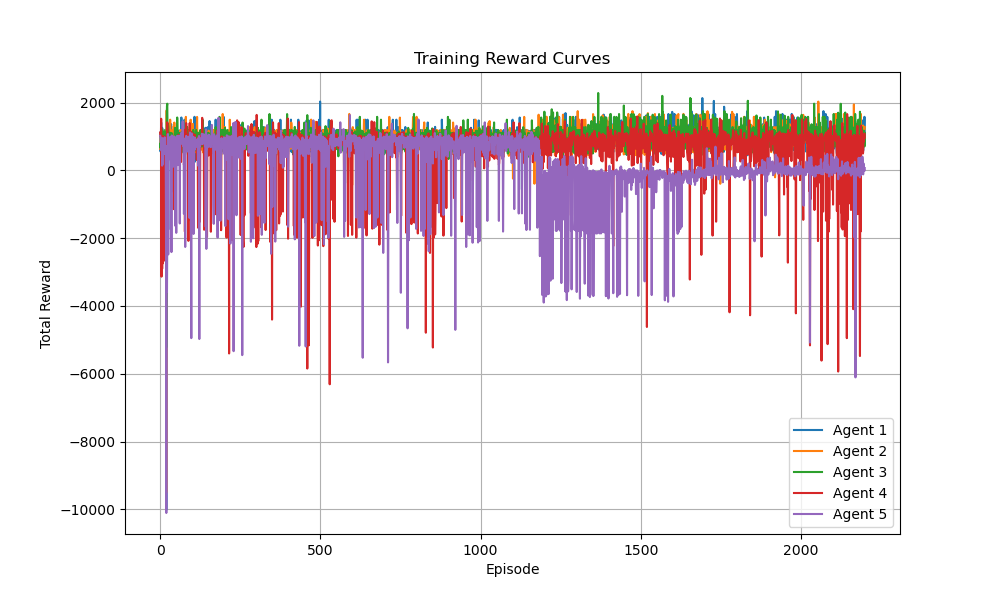 Training Reward Curves
Total Reward
2000
0
−2000
−4000
−6000
−8000
−10000
0 500 1000 1500 2000
Episode
Agent 1
Agent 2
Agent 3
Agent 4
Agent 5